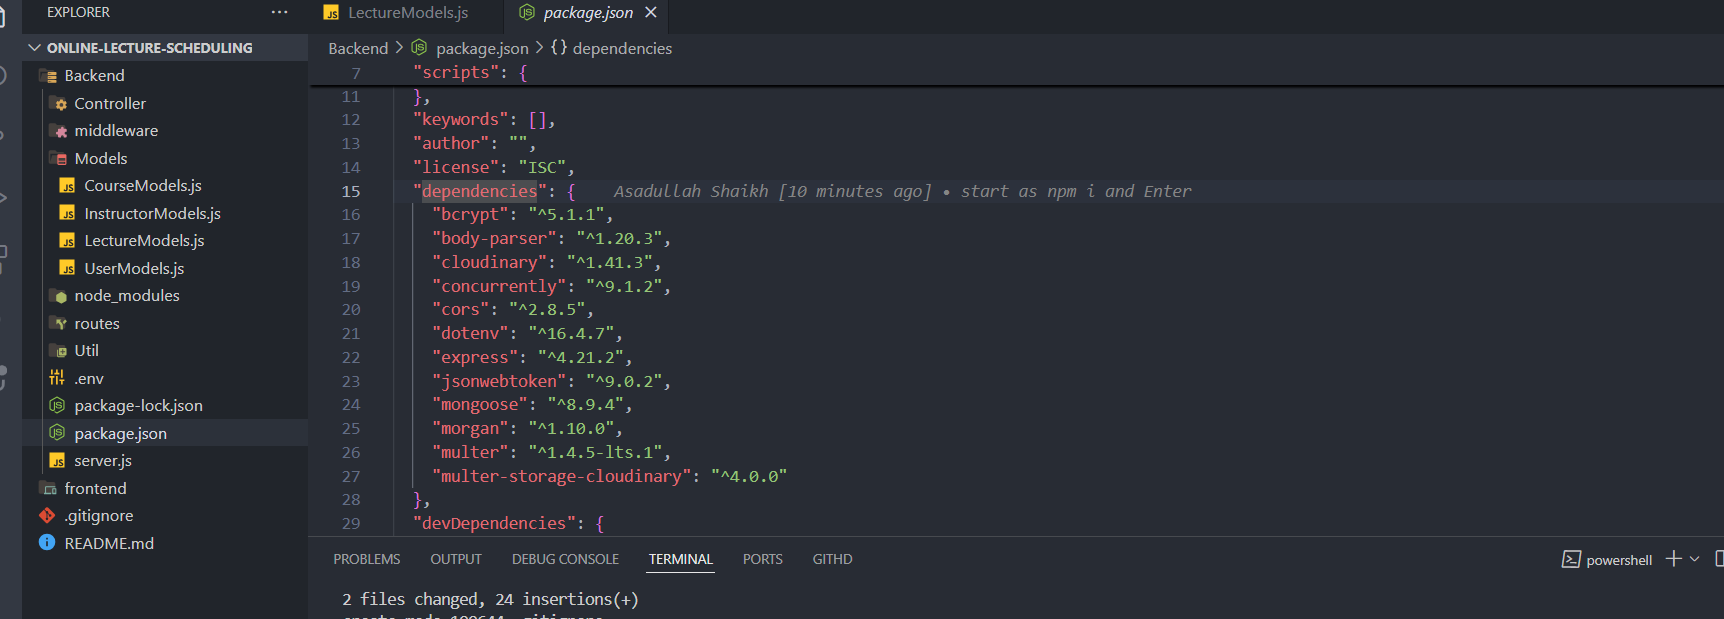 EXPLORER
ONLINE-LECTURE-SCHEDULING
Backend
Controller
middleware
Models
CourseModels.js
InstructorModels.js
LectureModels.js
UserModels.js
node_modules
routes
Util
.env
package-lock.json
package.json
server.js
frontend
.gitignore
README.md
LectureModels.js
package.json
Backend > package.json > {} dependencies
7 "scripts": {
11 },
12 "keywords": [],
13 "author": "",
14 "license": "ISC",
15 "dependencies": { Asadullah Shaikh [10 minutes ago] • start as npm i and Enter
16 "bcrypt": "^5.1.1",
17 "body-parser": "^1.20.3",
18 "cloudinary": "^1.41.3",
19 "concurrently": "^9.1.2",
20 "cors": "^2.8.5",
21 "dotenv": "^16.4.7",
22 "express": "^4.21.2",
23 "jsonwebtoken": "^9.0.2",
24 "mongoose": "^8.9.4",
25 "morgan": "^1.10.0",
26 "multer": "^1.4.5-lts.1",
27 "multer-storage-cloudinary": "^4.0.0"
28 },
29 "devDependencies": {
PROBLEMS OUTPUT DEBUG CONSOLE TERMINAL PORTS GITHD
powershell
2 files changed, 24 insertions(+)